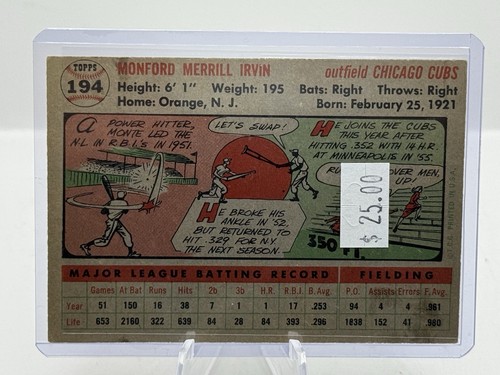 TOPPS
194
MONFORD MERRILL IRVIN
outfield CHICAGO CUBS
Height: 6' 1" Weight: 195 Bats: Right Throws: Right
Home: Orange, N. J. Born: February 25, 1921
A POWER HITTER,
MONTE LED THE
N.L. IN R.B.I.'S IN
1951.
LET'S SWAP!
HE BROKE HIS
ANKLE IN '52,
BUT RETURNED TO
HIT .329 FOR N.Y.
THE NEXT SEASON.
HE JOINS THE CUBS
THIS YEAR AFTER
HITTING .352 WITH 14 H.R.
AT MINNEAPOLIS IN '55.
OVER MEN,
UP!
350 FT.
$25.00
PRINTED IN U.S.A.
MAJOR LEAGUE BATTING RECORD FIELDING
Games At Bat Runs Hits 2b 3b H.R. R.B.I. B. Avg. P.O. Assists Errors F. Avg.
Year 51 150 16 38 7 1 1 17 .253 94 4 4 .961
Life 653 2160 322 639 84 28 84 393 .296 1838 152 41 .980